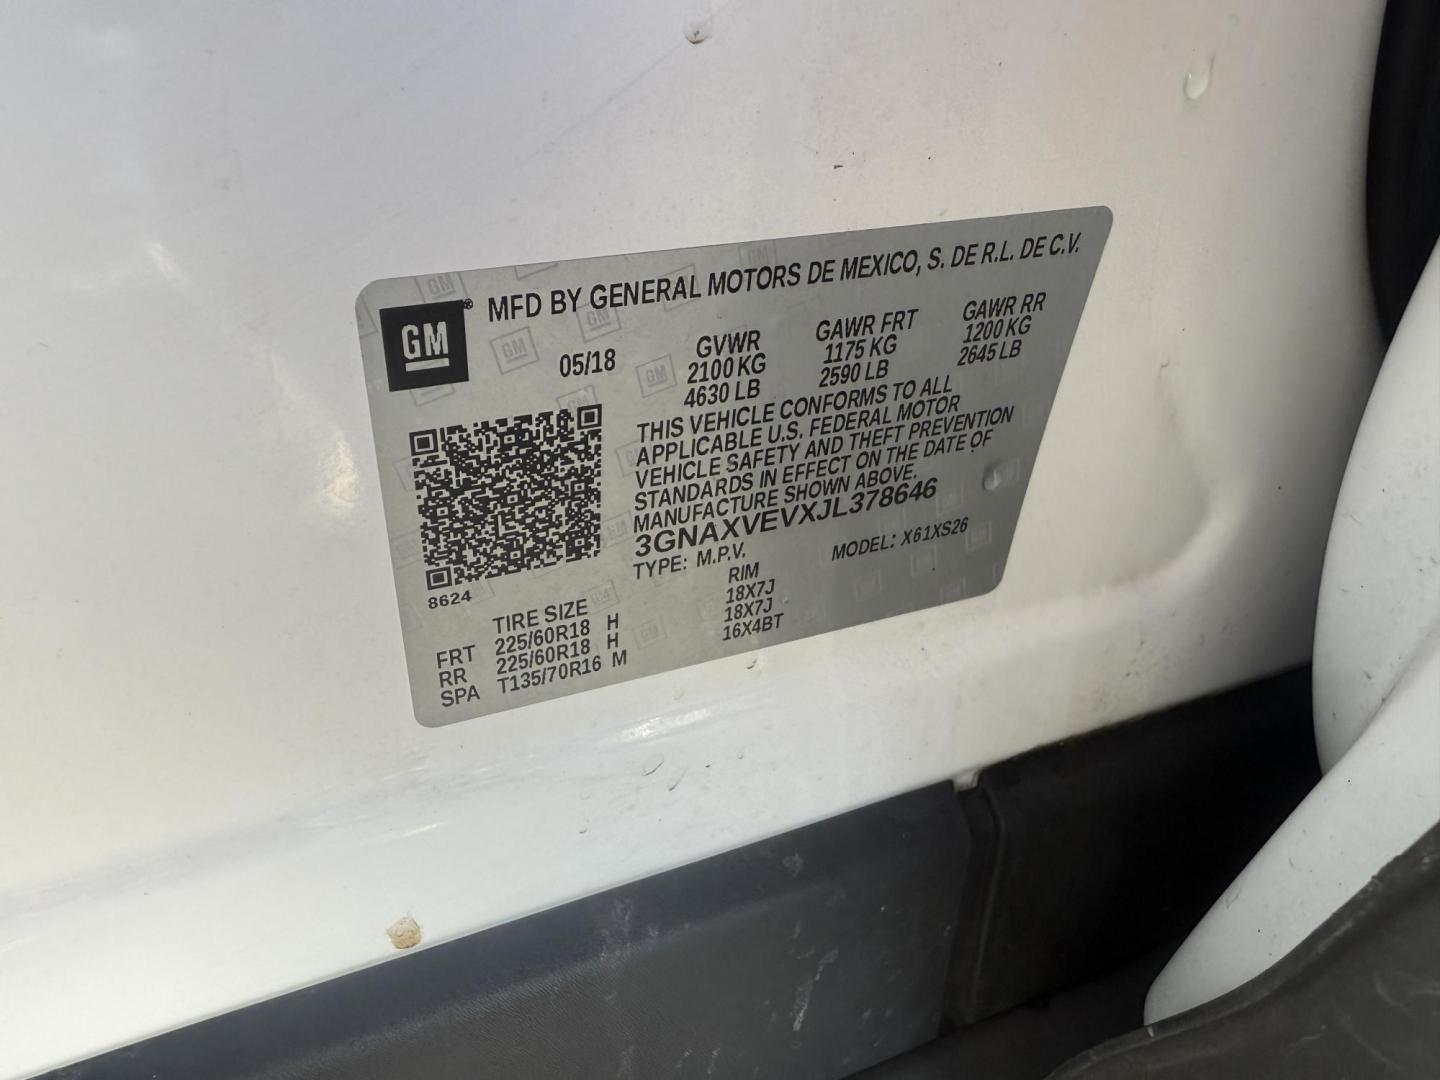 GM® MFD BY GENERAL MOTORS DE MEXICO, S. DE R.L. DE C.V.
05/18
GVWR
2100 KG
4630 LB
GAWR FRT
1175 KG
2590 LB
GAWR RR
1200 KG
2645 LB
THIS VEHICLE CONFORMS TO ALL
APPLICABLE U.S. FEDERAL MOTOR
VEHICLE SAFETY AND THEFT PREVENTION
STANDARDS IN EFFECT ON THE DATE OF
MANUFACTURE SHOWN ABOVE.
3GNAXVEVXJL378646
TYPE: M.P.V. MODEL: X61XS26
8624
TIRE SIZE RIM
FRT 225/60R18 H 18X7J
RR 225/60R18 H 18X7J
SPA T135/70R16 M 16X4BT